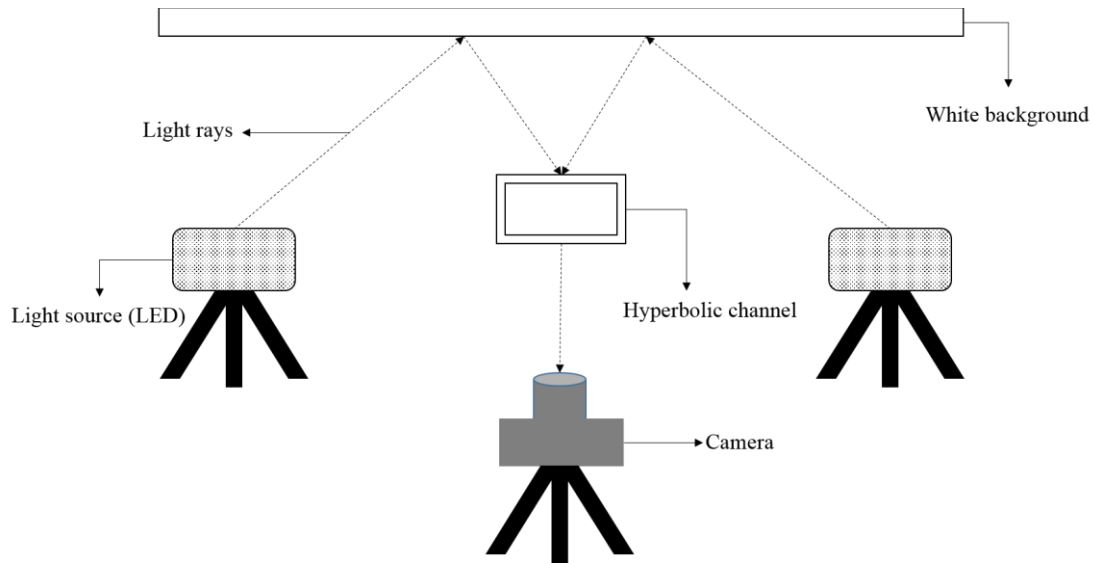 White background
Light rays
Light source (LED)
Hyperbolic channel
Camera